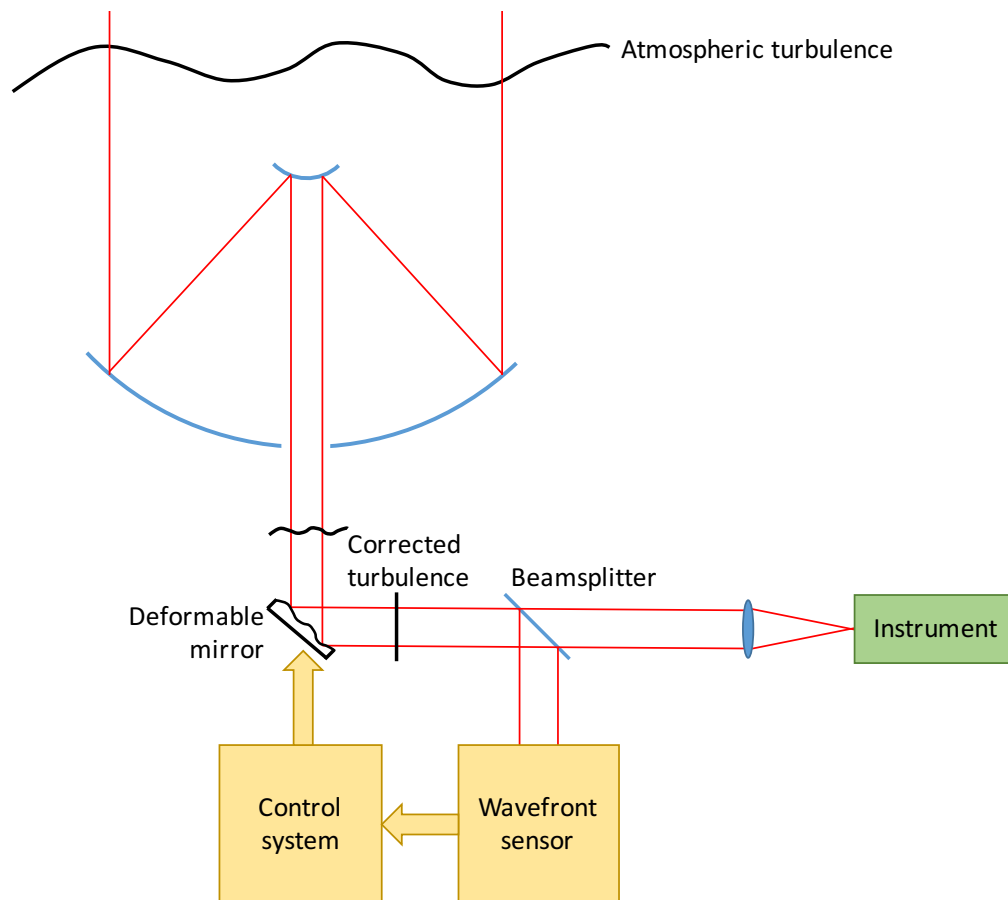 Atmospheric turbulence
Corrected
turbulence
Beamsplitter
Deformable
mirror
Instrument
Control
system
Wavefront
sensor